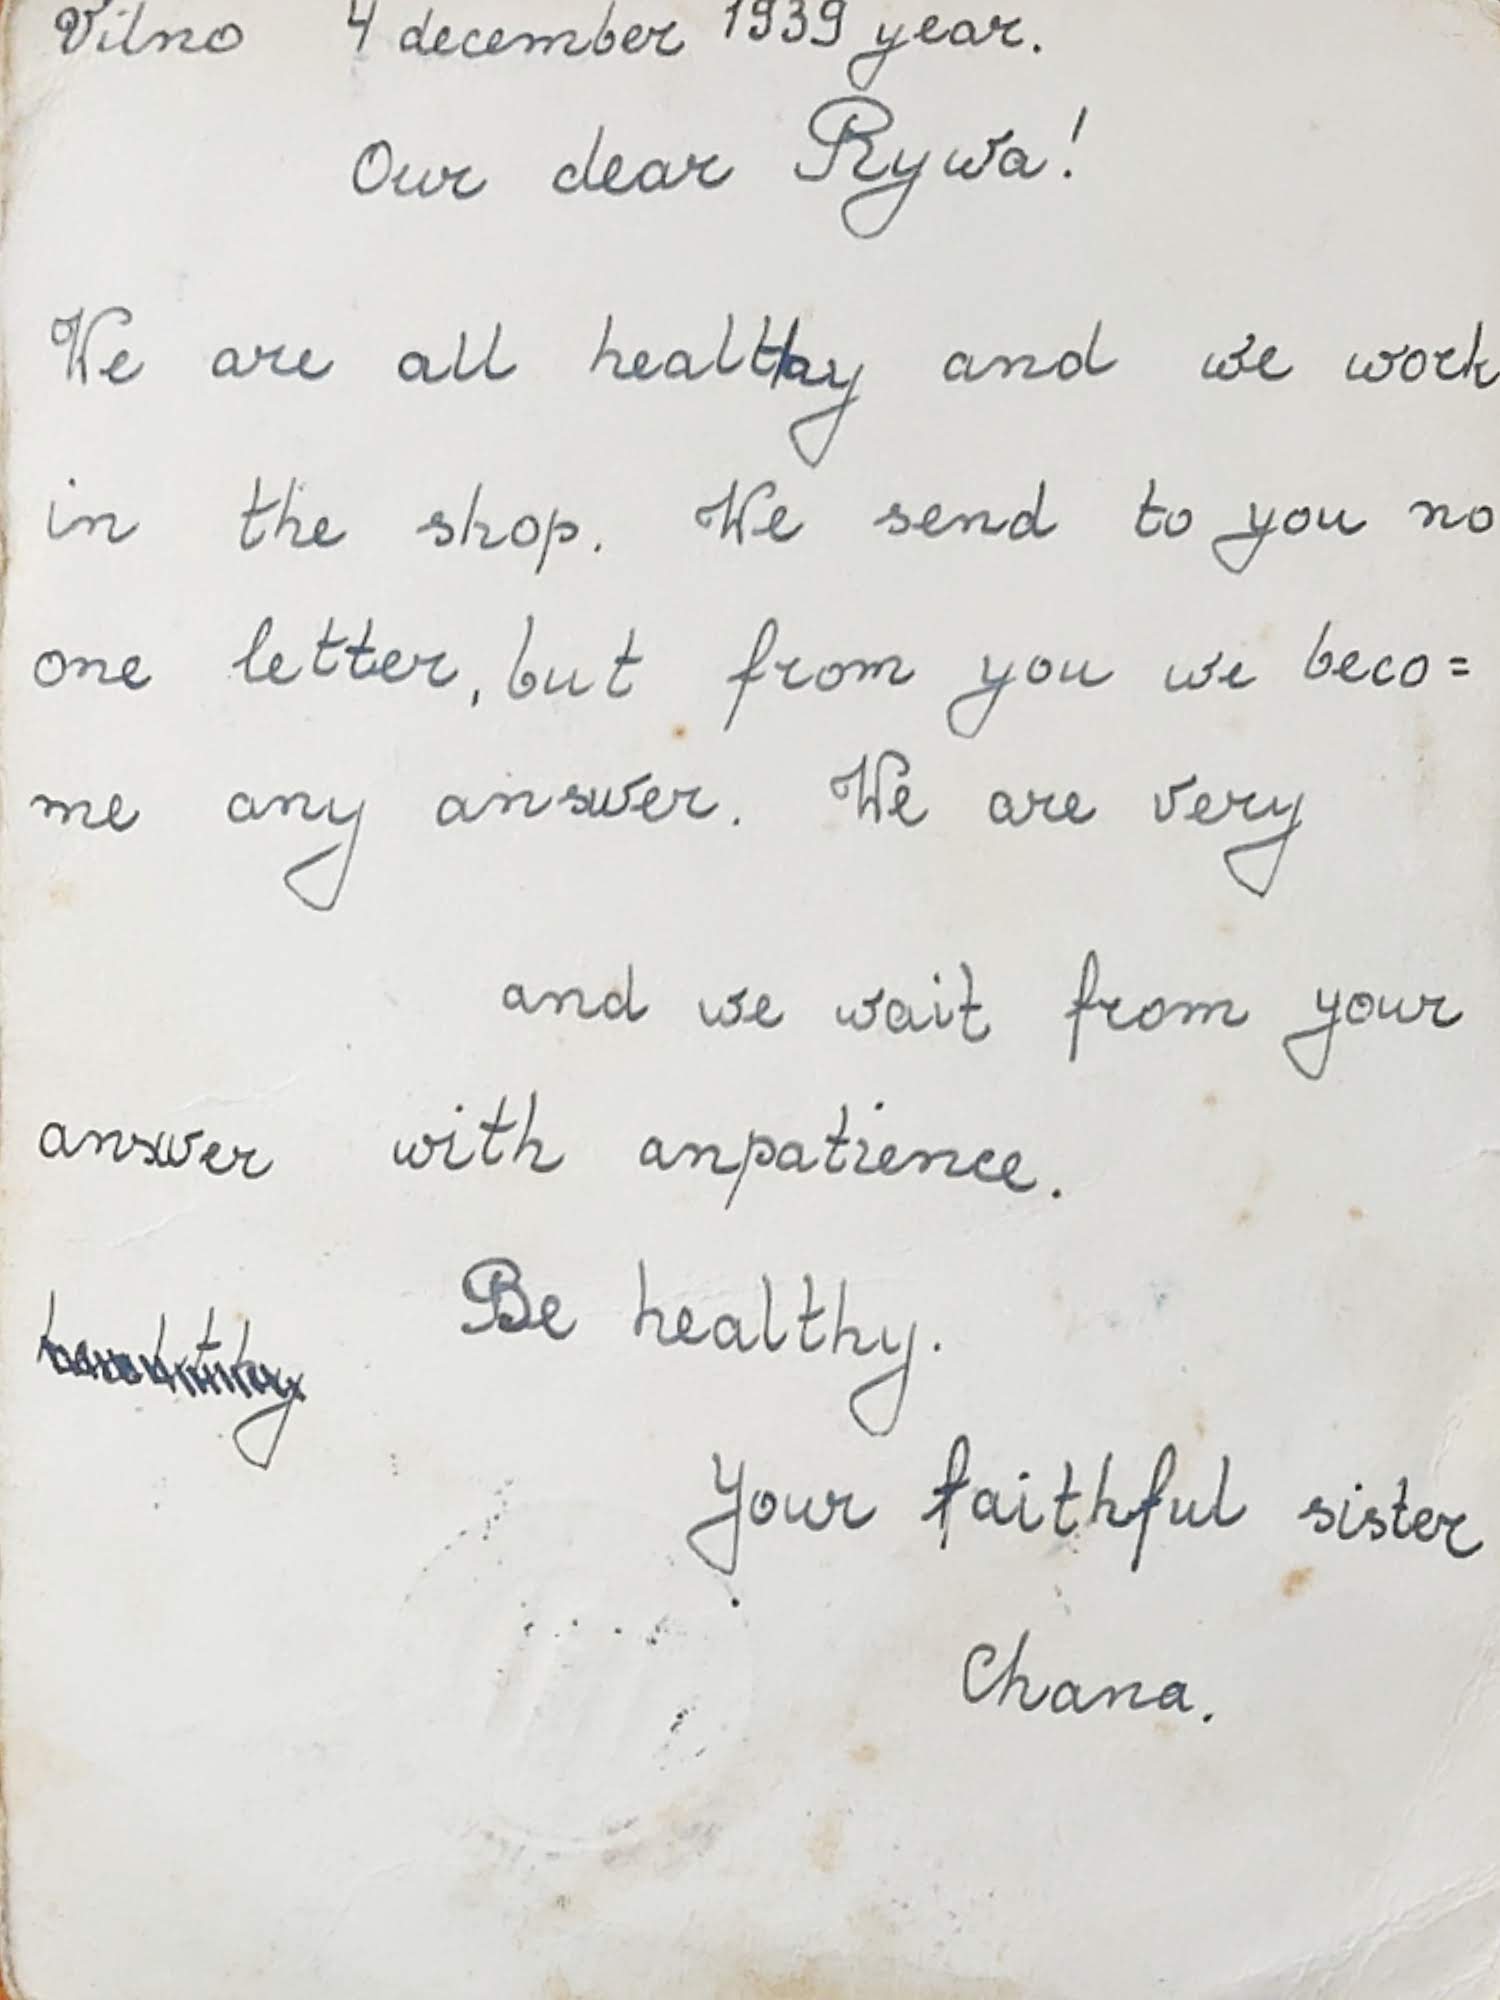 Vilno 4 december 1939 year.
Our dear Rywa!
We are all healthy and we work
in the shop. We send to you no
one letter, but from you we beco=
me any answer. We are very
and we wait from your
answer with anpatience.
Be healthy.
Your faithful sister
Chana.